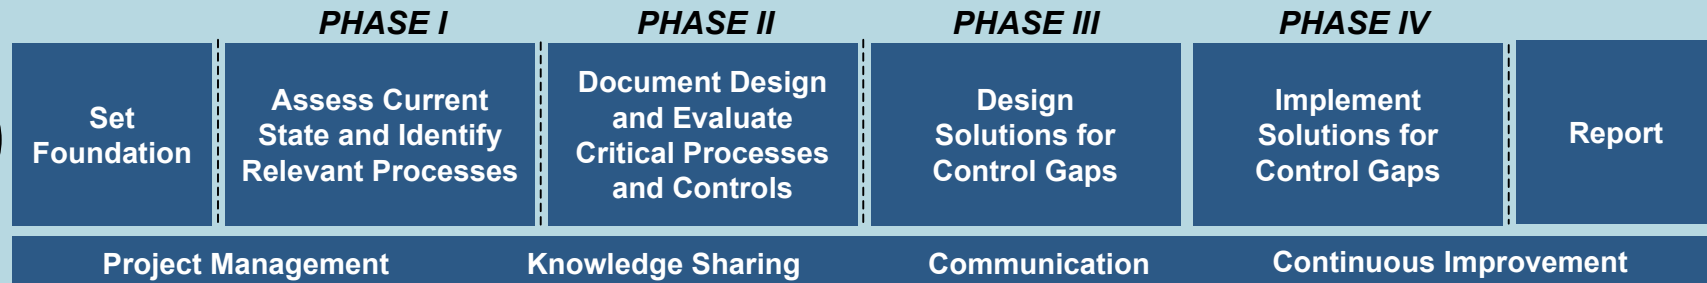 PHASE I
PHASE II
PHASE III
PHASE IV
Set
Foundation
Assess Current
State and Identify
Relevant Processes
Document Design
and Evaluate
Critical Processes
and Controls
Design
Solutions for
Control Gaps
Implement
Solutions for
Control Gaps
Report
Project Management
Knowledge Sharing
Communication
Continuous Improvement